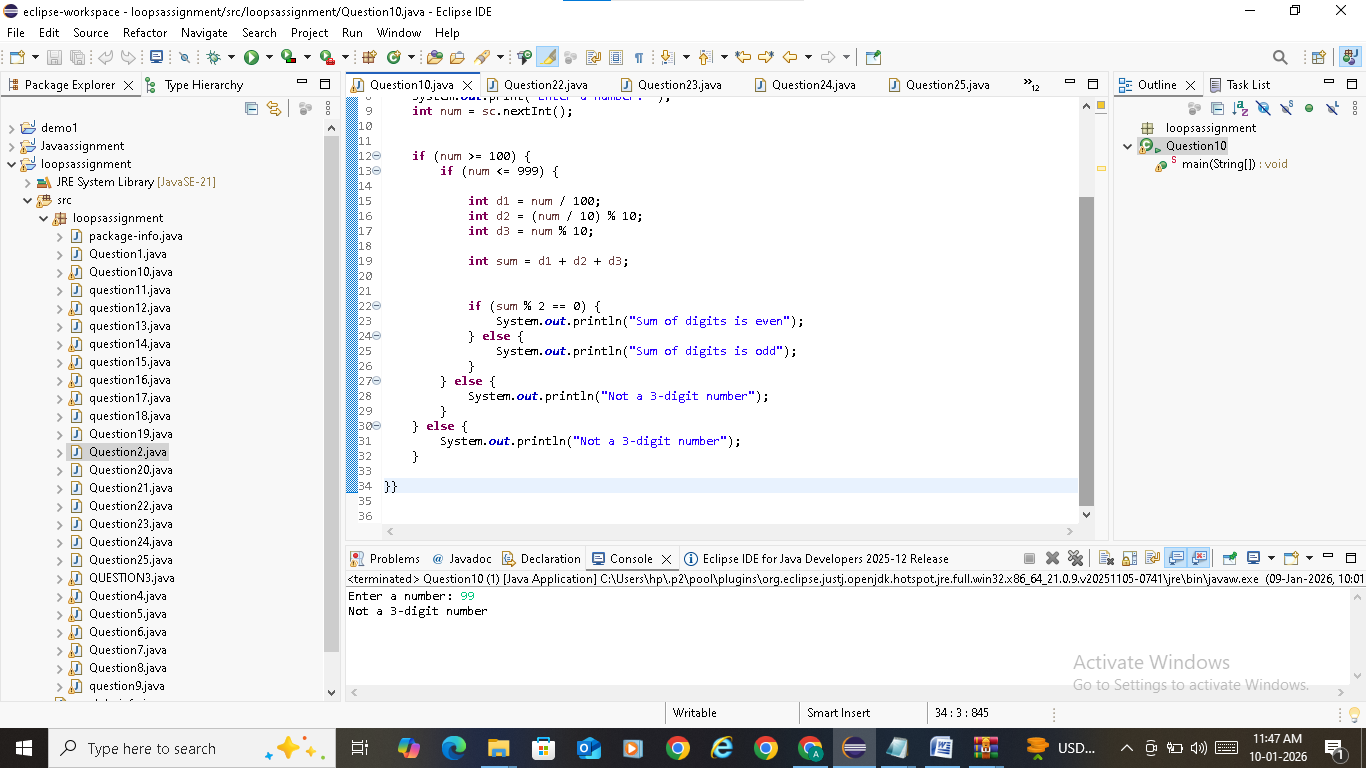 eclipse-workspace - loopsassignment/src/loopsassignment/Question10.java - Eclipse IDE
File Edit Source Refactor Navigate Search Project Run Window Help
Package Explorer Type Hierarchy
demo1
Javaassignment
loopsassignment
JRE System Library [JavaSE-21]
src
loopsassignment
package-info.java
Question1.java
Question10.java
question11.java
question12.java
question13.java
question14.java
question15.java
question16.java
question17.java
question18.java
Question19.java
Question2.java
Question20.java
Question21.java
Question22.java
Question23.java
Question24.java
Question25.java
QUESTION3.java
Question4.java
Question5.java
Question6.java
Question7.java
Question8.java
question9.java
Question10.java Question22.java Question23.java Question24.java Question25.java 12
9 int num = sc.nextInt();
10
11
12 if (num >= 100) {
13 if (num <= 999) {
14
15 int d1 = num / 100;
16 int d2 = (num / 10) % 10;
17 int d3 = num % 10;
18
19 int sum = d1 + d2 + d3;
20
21
22 if (sum % 2 == 0) {
23 System.out.println("Sum of digits is even");
24 } else {
25 System.out.println("Sum of digits is odd");
26 }
27 } else {
28 System.out.println("Not a 3-digit number");
29 }
30 } else {
31 System.out.println("Not a 3-digit number");
32 }
33
34 }}
35
36
Outline Task List
loopsassignment
Question10
main(String[]) : void
Problems Javadoc Declaration Console Eclipse IDE for Java Developers 2025-12 Release
<terminated> Question10 (1) [Java Application] C:\Users\hp\.p2\pool\plugins\org.eclipse.justj.openjdk.hotspot.jre.full.win32.x86_64_21.0.9.v20251105-0741\jre\bin\javaw.exe (09-Jan-2026, 10:01
Enter a number: 99
Not a 3-digit number
Activate Windows
Go to Settings to activate Windows.
Writable Smart Insert 34 : 3 : 845
Type here to search
USD...
11:47 AM
10-01-2026
1